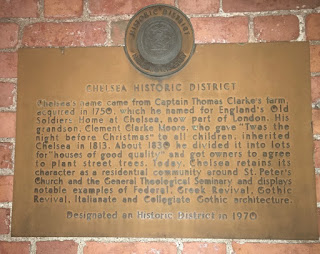 HISTORIC DISTRICT
CHELSEA HISTORIC DISTRICT
Chelsea's name came from Captain Thomas Clarke's farm,
acquired in 1750, which he named for England's Old
Soldiers Home at Chelsea, now part of London. His
grandson, Clement Clarke Moore, who gave "Twas the
night before Christmas" to all children, inherited
Chelsea in 1813. About 1830 he divided it into lots
for "houses of good quality" and got owners to agree
to plant street trees. Today, Chelsea retains its
character as a residential community around St. Peter's
Church and the General Theological Seminary and displays
notable examples of Federal, Greek Revival, Gothic
Revival, Italianate and Collegiate Gothic architecture.
Designated an Historic District in 1970